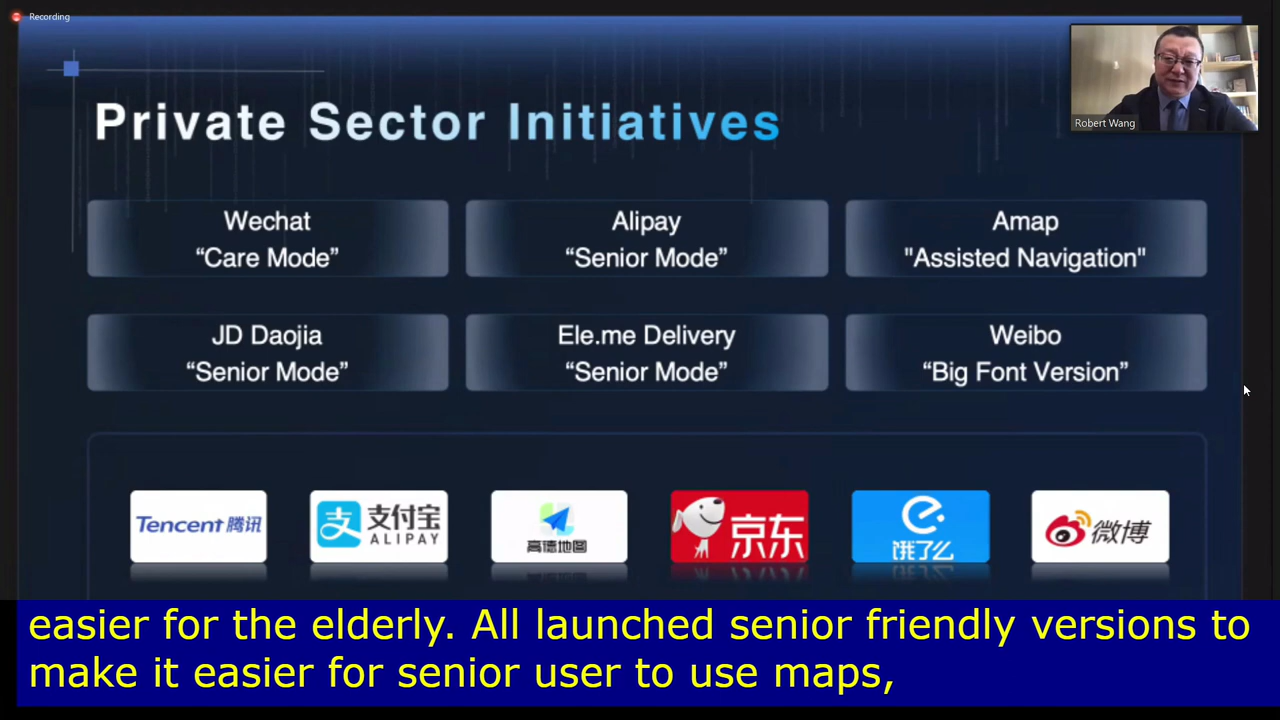 Recording
Private Sector Initiatives
Robert Wang
Wechat
“Care Mode”
Alipay
“Senior Mode”
Amap
"Assisted Navigation"
JD Daojia
“Senior Mode”
Ele.me Delivery
“Senior Mode”
Weibo
“Big Font Version”
Tencent 腾讯
支 支付宝
ALIPAY
高德地图
京东
饿了么
微博
easier for the elderly. All launched senior friendly versions to
make it easier for senior user to use maps,